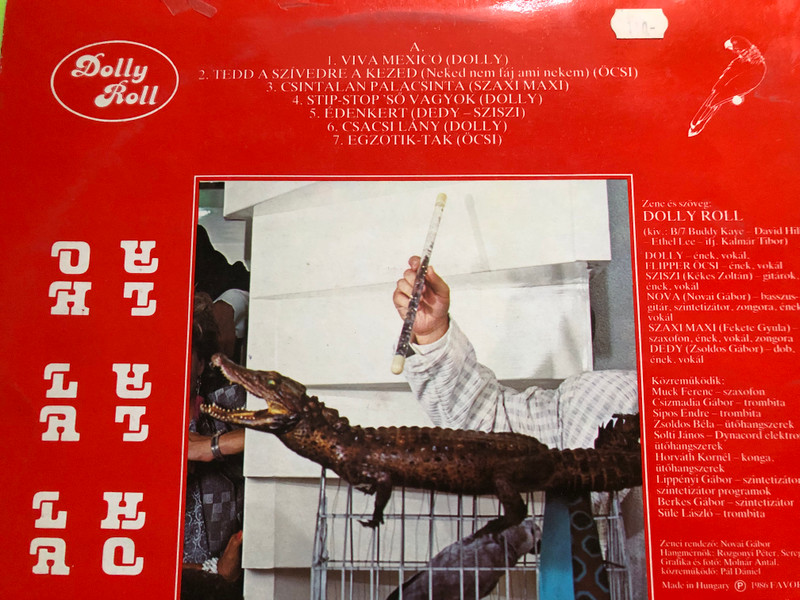 Dolly
Roll
A.
1. VIVA MEXICO (DOLLY)
2. TEDD A SZÍVEDRE A KEZED (Neked nem fáj ami nekem) (ÖCSI)
3. CSINTALAN PALACSINTA (SZAXI MAXI)
4. STIP-STOP 'SÓ VAGYOK (DOLLY)
5. ÉDENKERT (DEDY – SZISZI)
6. CSACSI LÁNY (DOLLY)
7. EGZOTIK-TAK (ÖCSI)
Zene és szöveg:
DOLLY ROLL
(kiv.: B/7 Buddy Kaye – David Hil
– Ethel Lee – ifj. Kalmár Tibor)
DOLLY – ének, vokál,
FLIPPER ÖCSI – ének, vokál
SZISZI (Kékes Zoltán) – gitárok,
ének, vokál
NOVA (Novai Gábor) – basszus-
gitár, szintetizátor, zongora, ének
vokál
SZAXI MAXI (Fekete Gyula) –
szaxofon, ének, vokál, zongora
DEDY (Zsoldos Gábor) – dob,
ének, vokál
Közreműködik:
Muck Ferenc – szaxofon
Csizmadia Gábor – trombita
Sipos Endre – trombita
Zsoldos Béla – ütőhangszerek
Solti János – Dynacord elektro
ütőhangszerek
Horváth Kornél – konga,
ütőhangszerek
Lippényi Gábor – szintetizátor
szintetizátor programok
Berkes Gábor – szintetizátor
Süle László – trombita
Zenei rendező: Novai Gábor
Hangmérnök: Rozgonyi Péter, Sere
Grafika és fotó: Molnár Antal,
közreműködő: Pál Dániel
Made in Hungary Ⓟ 1986 FAVO